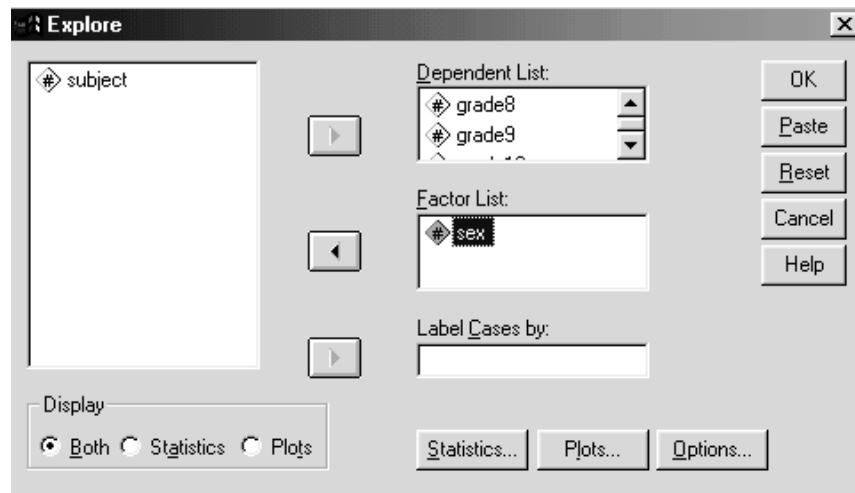 Explore
subject
Dependent List:
grade8
grade9
Factor List:
sex
Label Cases by:
Display
Both Statistics Plots
Statistics... Plots... Options...
OK
Paste
Reset
Cancel
Help